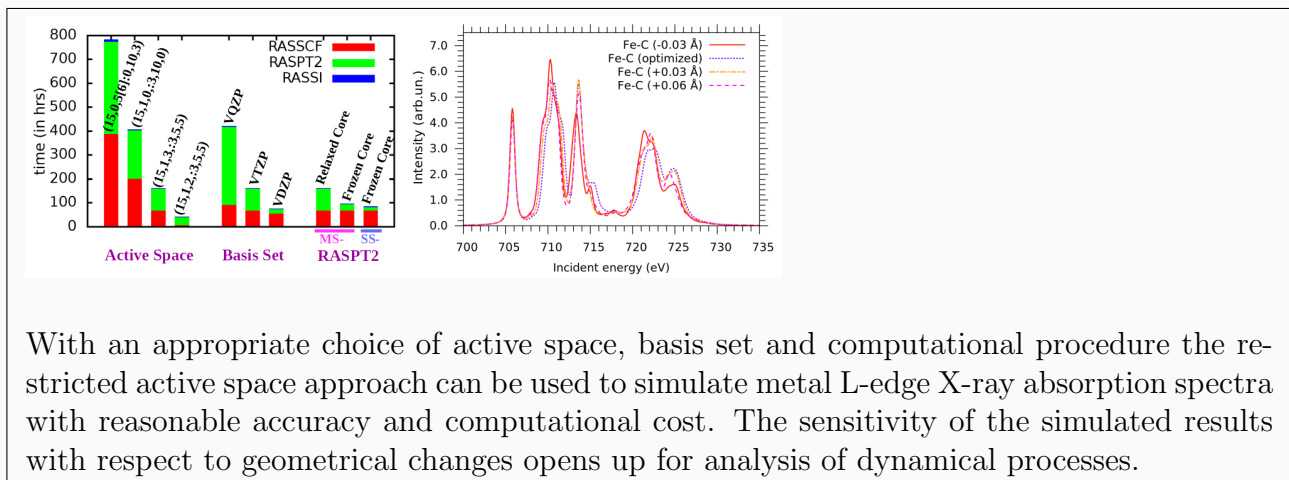 800
700
600
500
400
300
200
100
0
time (in hrs)
RASSCF
RASPT2
RASSI
(15,0,5[6]:0,10,3)
(15,1,0,:3,10,0)
(15,1,3,:3,5,5)
(15,1,2,:3,5,5)
VQZP
VTZP
VDZP
Relaxed Core
Frozen Core
Frozen Core
MS- SS-
Active Space Basis Set RASPT2
7.0
6.0
5.0
4.0
3.0
2.0
1.0
0.0
Intensity (arb.un.)
Fe-C (-0.03 Å)
Fe-C (optimized)
Fe-C (+0.03 Å)
Fe-C (+0.06 Å)
700 705 710 715 720 725 730 735
Incident energy (eV)
With an appropriate choice of active space, basis set and computational procedure the re-
stricted active space approach can be used to simulate metal L-edge X-ray absorption spectra
with reasonable accuracy and computational cost. The sensitivity of the simulated results
with respect to geometrical changes opens up for analysis of dynamical processes.